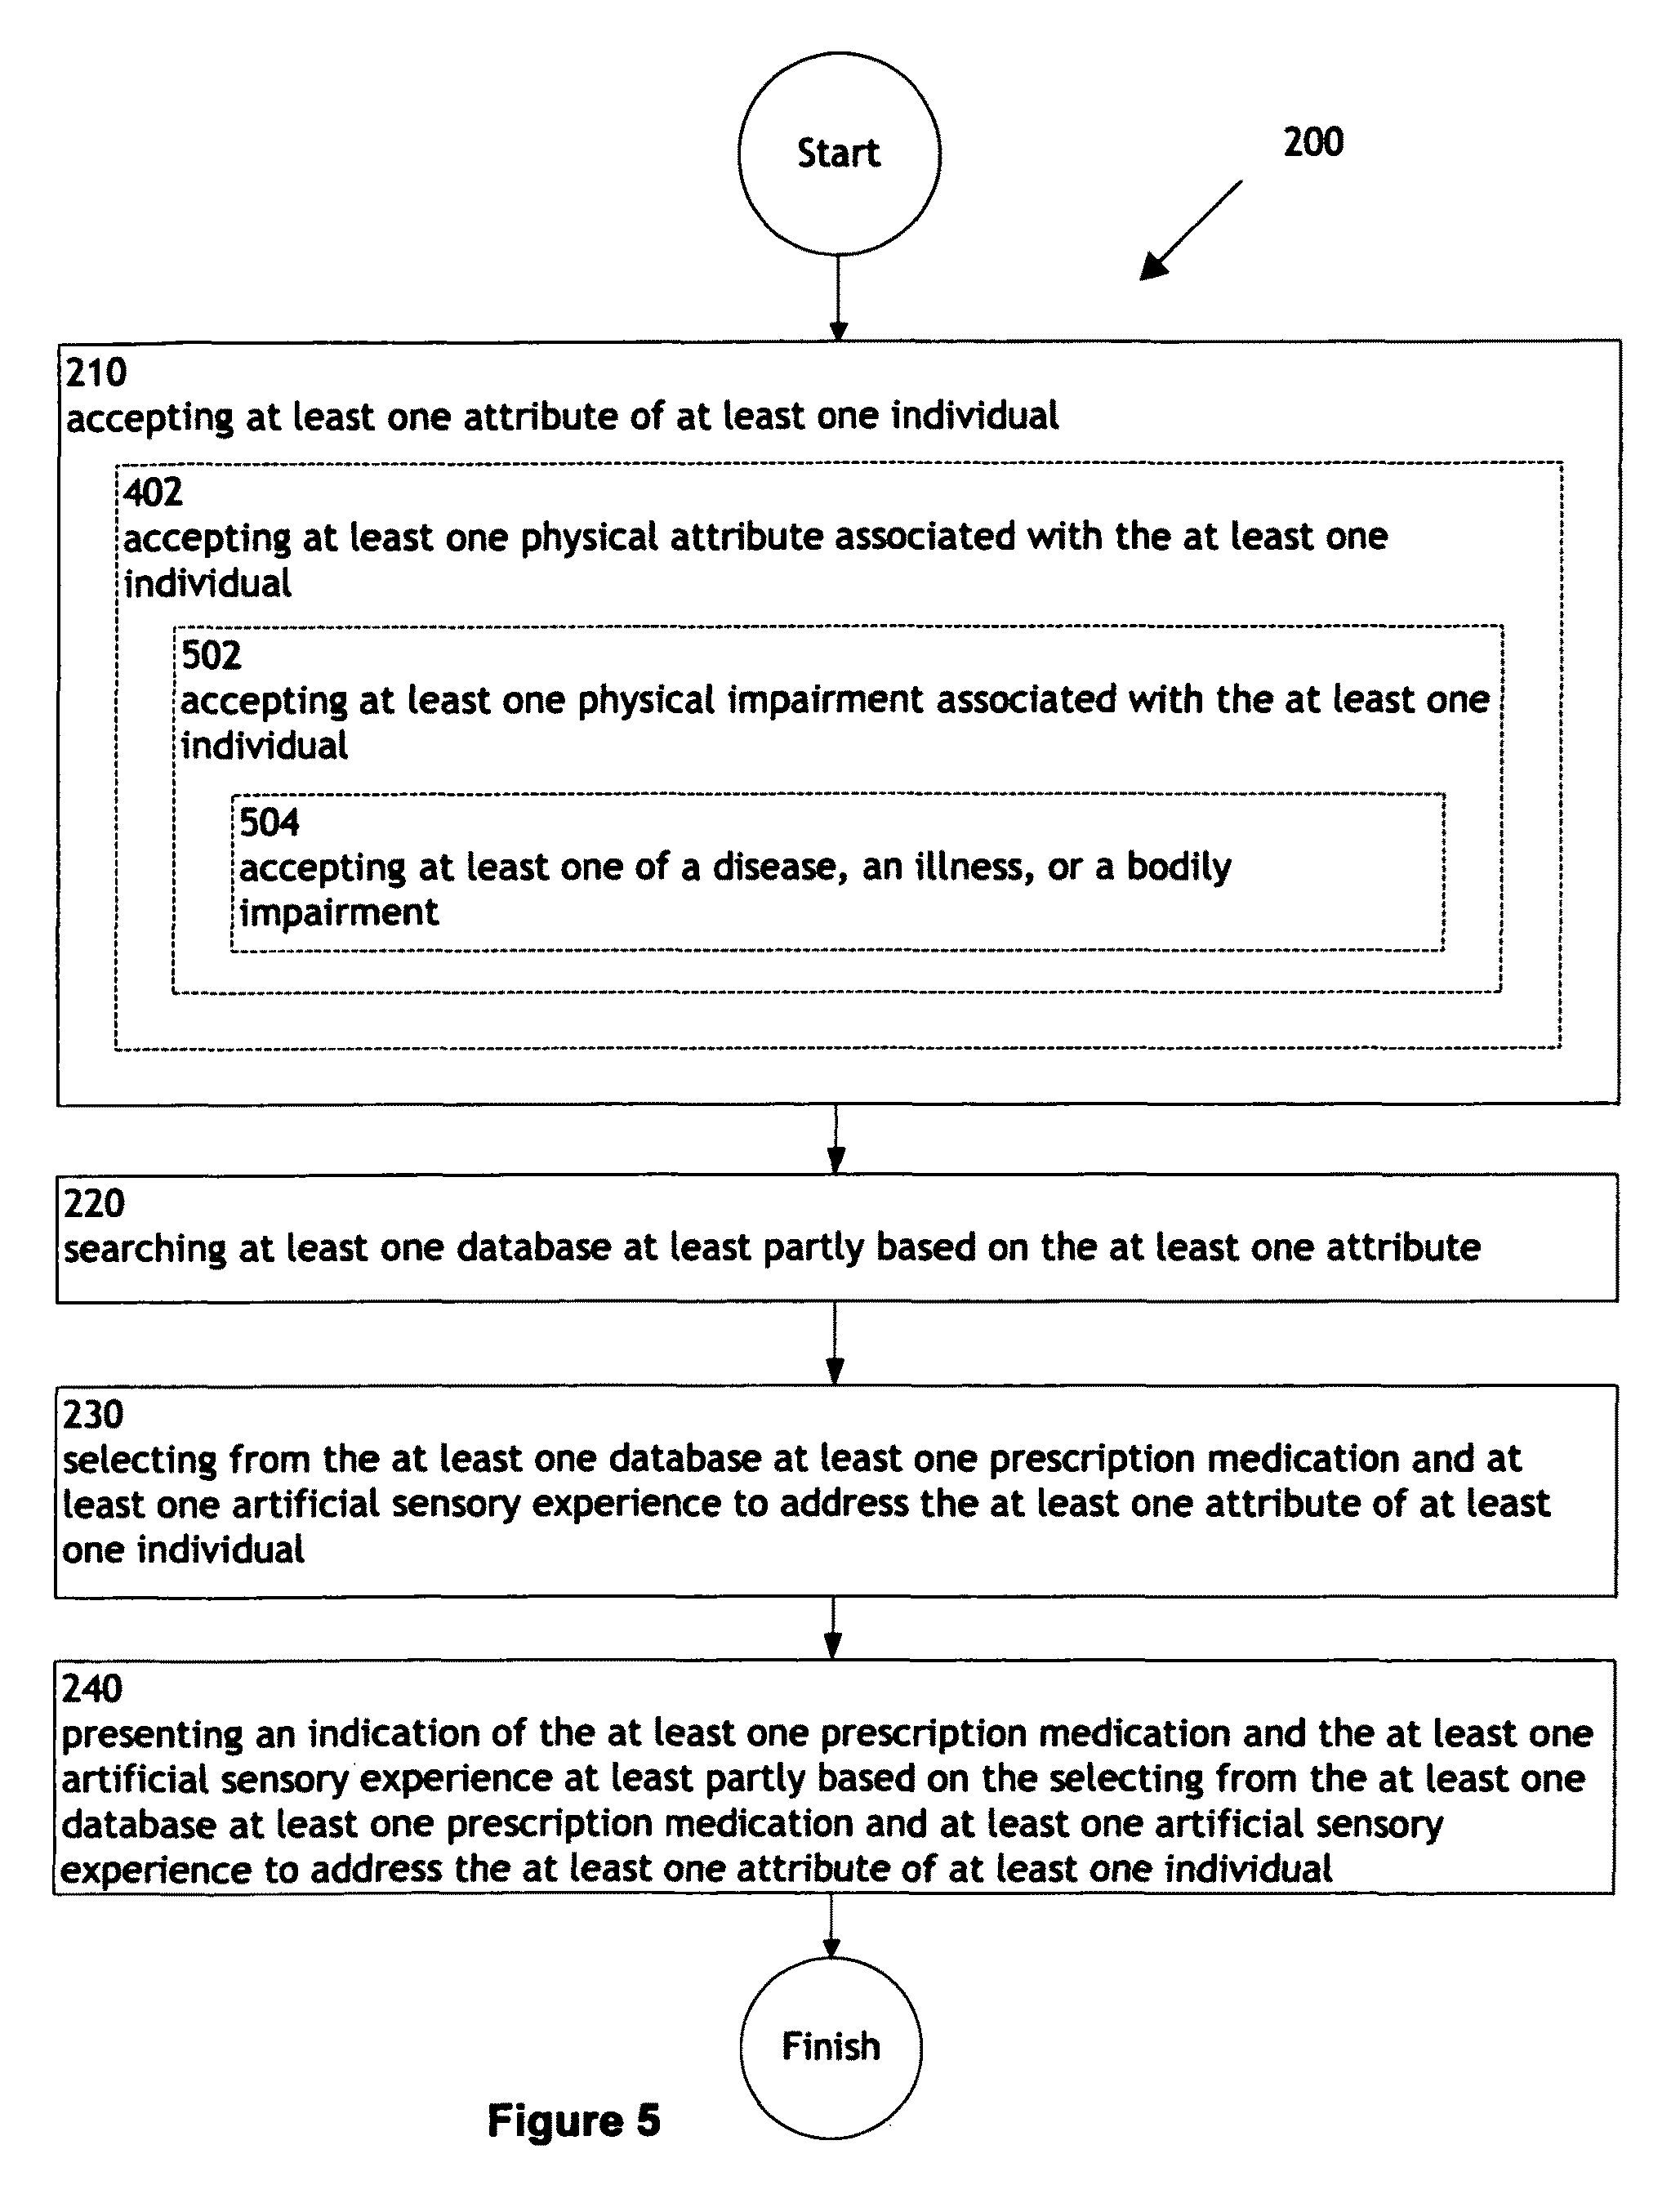 Start
200
210
accepting at least one attribute of at least one individual
402
accepting at least one physical attribute associated with the at least one
individual
502
accepting at least one physical impairment associated with the at least one
individual
504
accepting at least one of a disease, an illness, or a bodily
impairment
220
searching at least one database at least partly based on the at least one attribute
230
selecting from the at least one database at least one prescription medication and at
least one artificial sensory experience to address the at least one attribute of at least
one individual
240
presenting an indication of the at least one prescription medication and the at least one
artificial sensory experience at least partly based on the selecting from the at least one
database at least one prescription medication and at least one artificial sensory
experience to address the at least one attribute of at least one individual
Finish
Figure 5